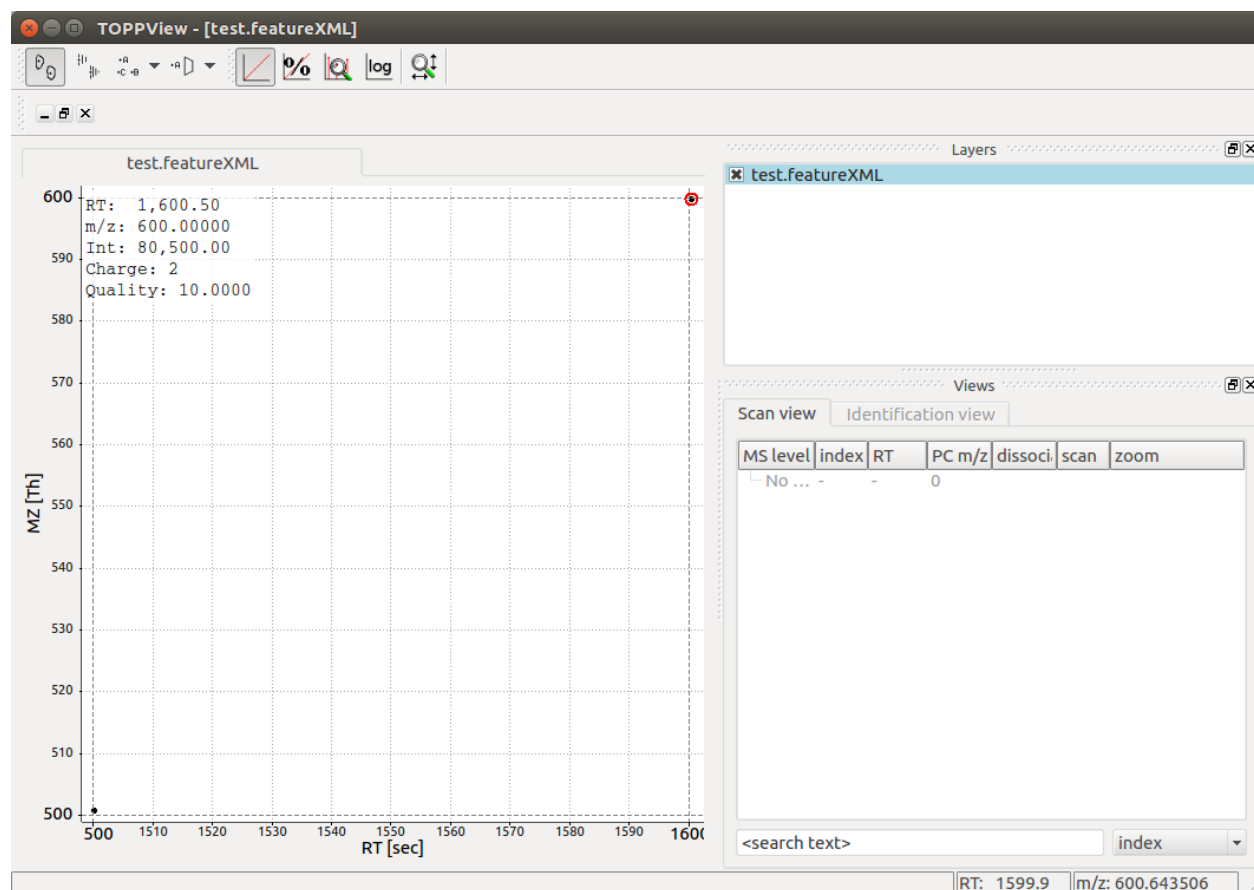 TOPPView - [test.featureXML]
% log
test.featureXML
Layers
test.featureXML
600
RT: 1,600.50
m/z: 600.00000
Int: 80,500.00
Charge: 2
Quality: 10.0000
590
580
570
560
550
540
530
520
510
500
MZ [Th]
500 1510 1520 1530 1540 1550 1560 1570 1580 1590 1600
RT [sec]
Views
Scan view Identification view
MS level index RT PC m/z dissoci scan zoom
No ... - - 0
<search text> index
RT: 1599.9 m/z: 600.643506